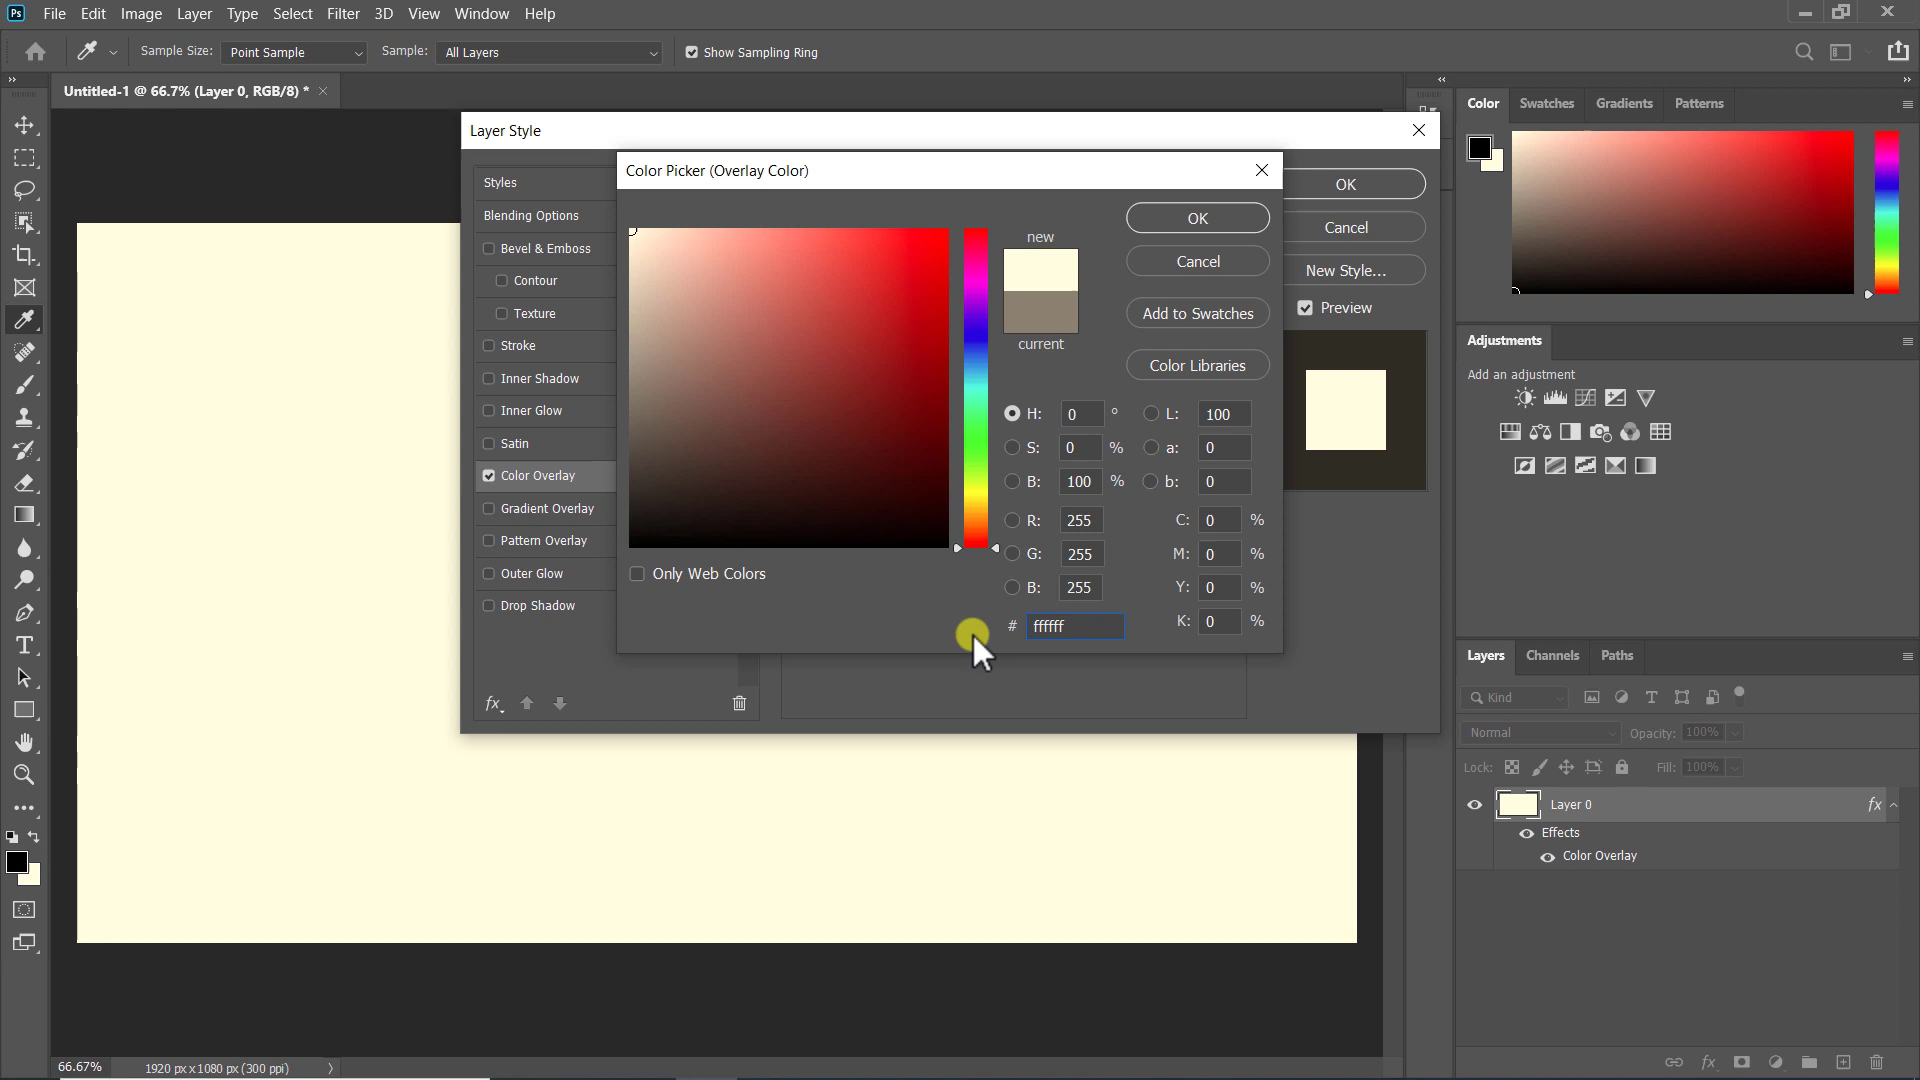 Ps File Edit Image Layer Type Select Filter 3D View Window Help
Sample Size: Point Sample Sample: All Layers Show Sampling Ring
Untitled-1 @ 66.7% (Layer 0, RGB/8) *
Layer Style
Styles
Blending Options
Bevel & Emboss
Contour
Texture
Stroke
Inner Shadow
Inner Glow
Satin
Color Overlay
Gradient Overlay
Pattern Overlay
Outer Glow
Drop Shadow
fx
Color Picker (Overlay Color)
new
current
OK
Cancel
Add to Swatches
Color Libraries
H: 0 ° L: 100
S: 0 % a: 0
B: 100 % b: 0
R: 255 C: 0 %
G: 255 M: 0 %
B: 255 Y: 0 %
# ffffff K: 0 %
Only Web Colors
OK
Cancel
New Style...
Preview
Color Swatches Gradients Patterns
Adjustments
Add an adjustment
Layers Channels Paths
Kind T
Normal Opacity: 100%
Lock: Fill: 100%
Layer 0 fx
Effects
Color Overlay
fx
T
66.67% 1920 px x 1080 px (300 ppi)